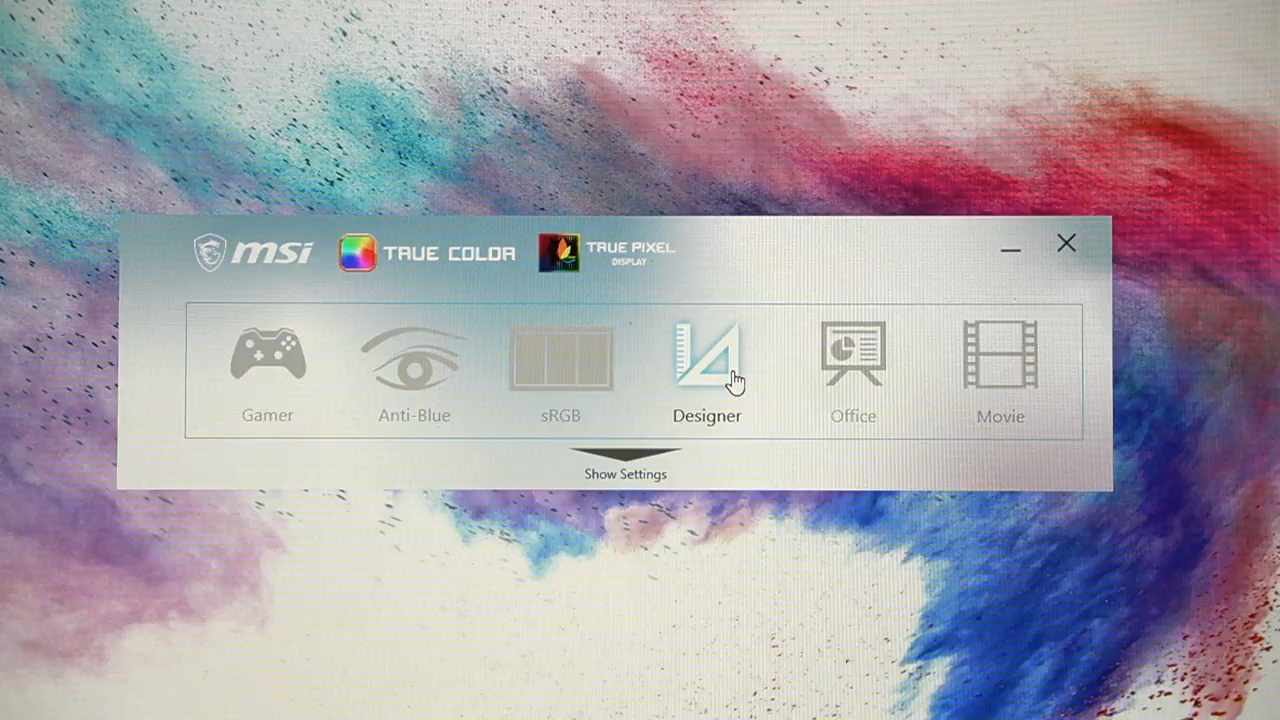 msi TRUE COLOR TRUE PIXEL
DISPLAY
Gamer Anti-Blue sRGB Designer Office Movie
Show Settings